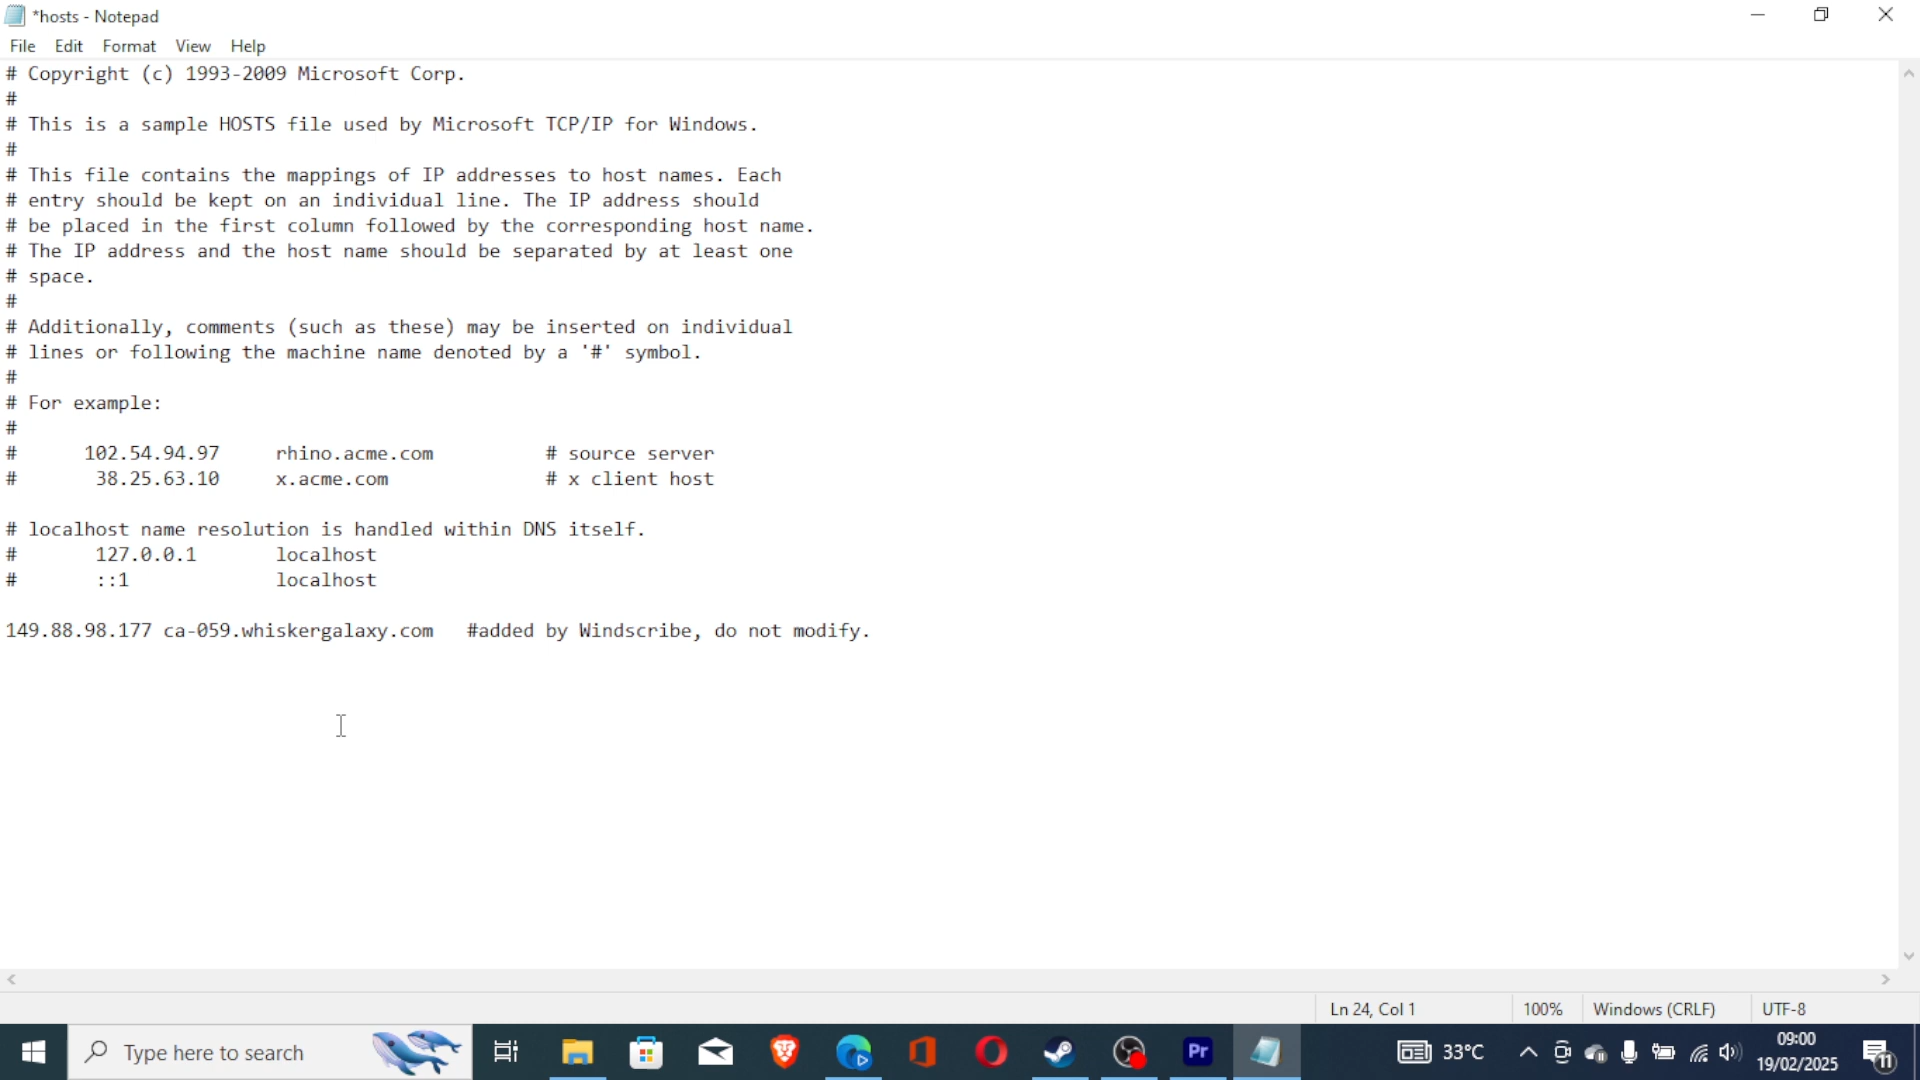 *hosts - Notepad
File Edit Format View Help
# Copyright (c) 1993-2009 Microsoft Corp.
#
# This is a sample HOSTS file used by Microsoft TCP/IP for Windows.
#
# This file contains the mappings of IP addresses to host names. Each
# entry should be kept on an individual line. The IP address should
# be placed in the first column followed by the corresponding host name.
# The IP address and the host name should be separated by at least one
# space.
#
# Additionally, comments (such as these) may be inserted on individual
# lines or following the machine name denoted by a '#' symbol.
#
# For example:
#
#      102.54.94.97     rhino.acme.com          # source server
#       38.25.63.10     x.acme.com              # x client host

# localhost name resolution is handled within DNS itself.
#       127.0.0.1       localhost
#       ::1             localhost

149.88.98.177 ca-059.whiskergalaxy.com   #added by Windscribe, do not modify.
Ln 24, Col 1 100% Windows (CRLF) UTF-8
Type here to search Pr 33°C 09:00
19/02/2025 11